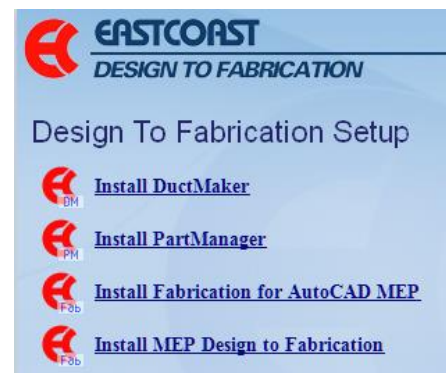 EASTCOAST
DESIGN TO FABRICATION
Design To Fabrication Setup
DM Install DuctMaker
PM Install PartManager
Fab Install Fabrication for AutoCAD MEP
Fab Install MEP Design to Fabrication